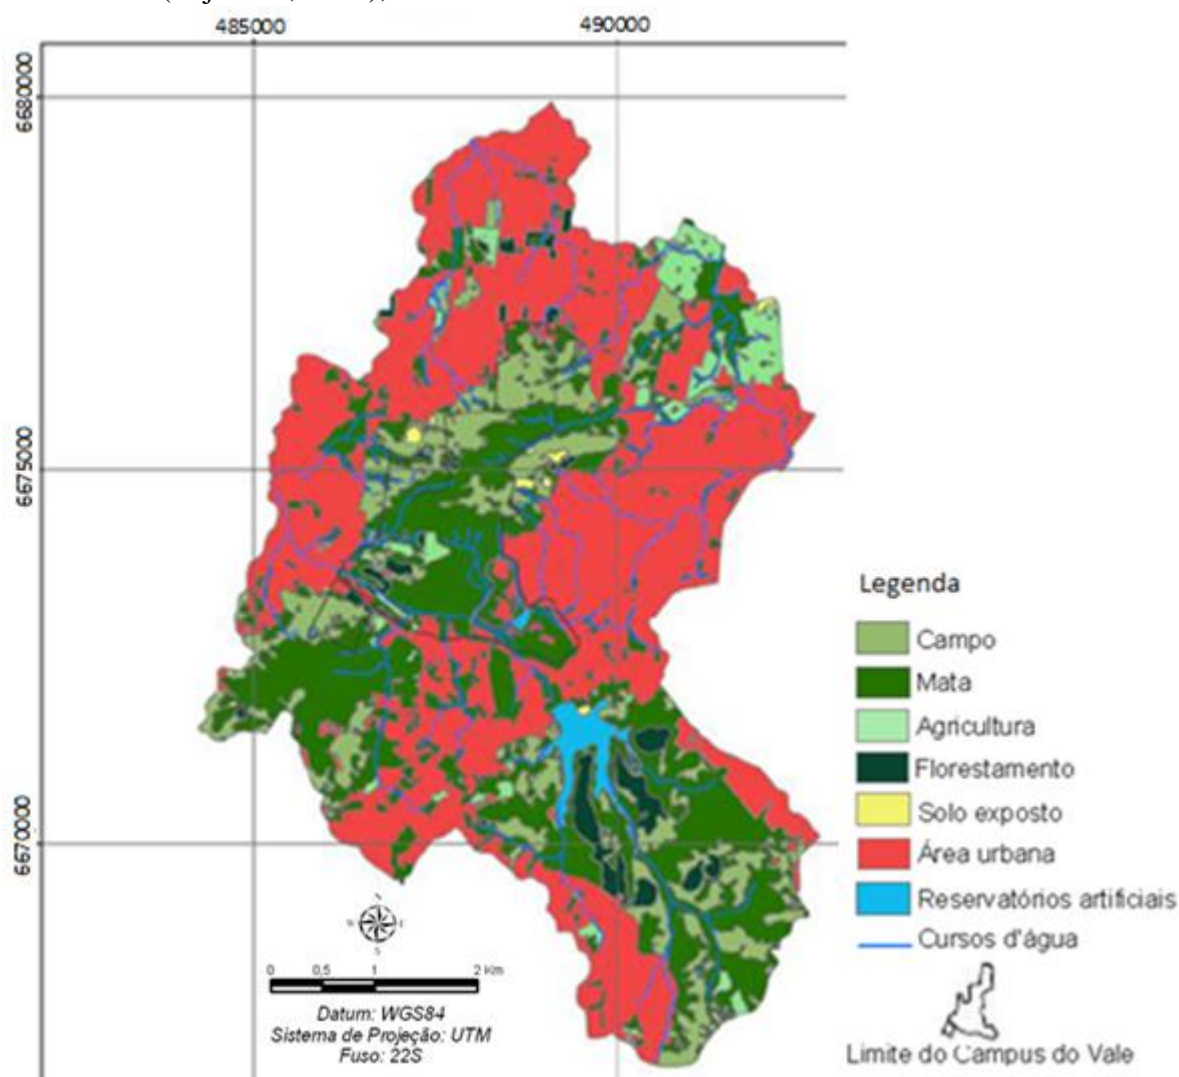 485000
490000
6680000
6675000
6670000
Legenda
Campo
Mata
Agricultura
Florestamento
Solo exposto
Área urbana
Reservatórios artificiais
Cursos d'água
Limite do Campus do Vale
0 0,5 1 2 Km
Datum: WGS84
Sistema de Projeção: UTM
Fuso: 22S